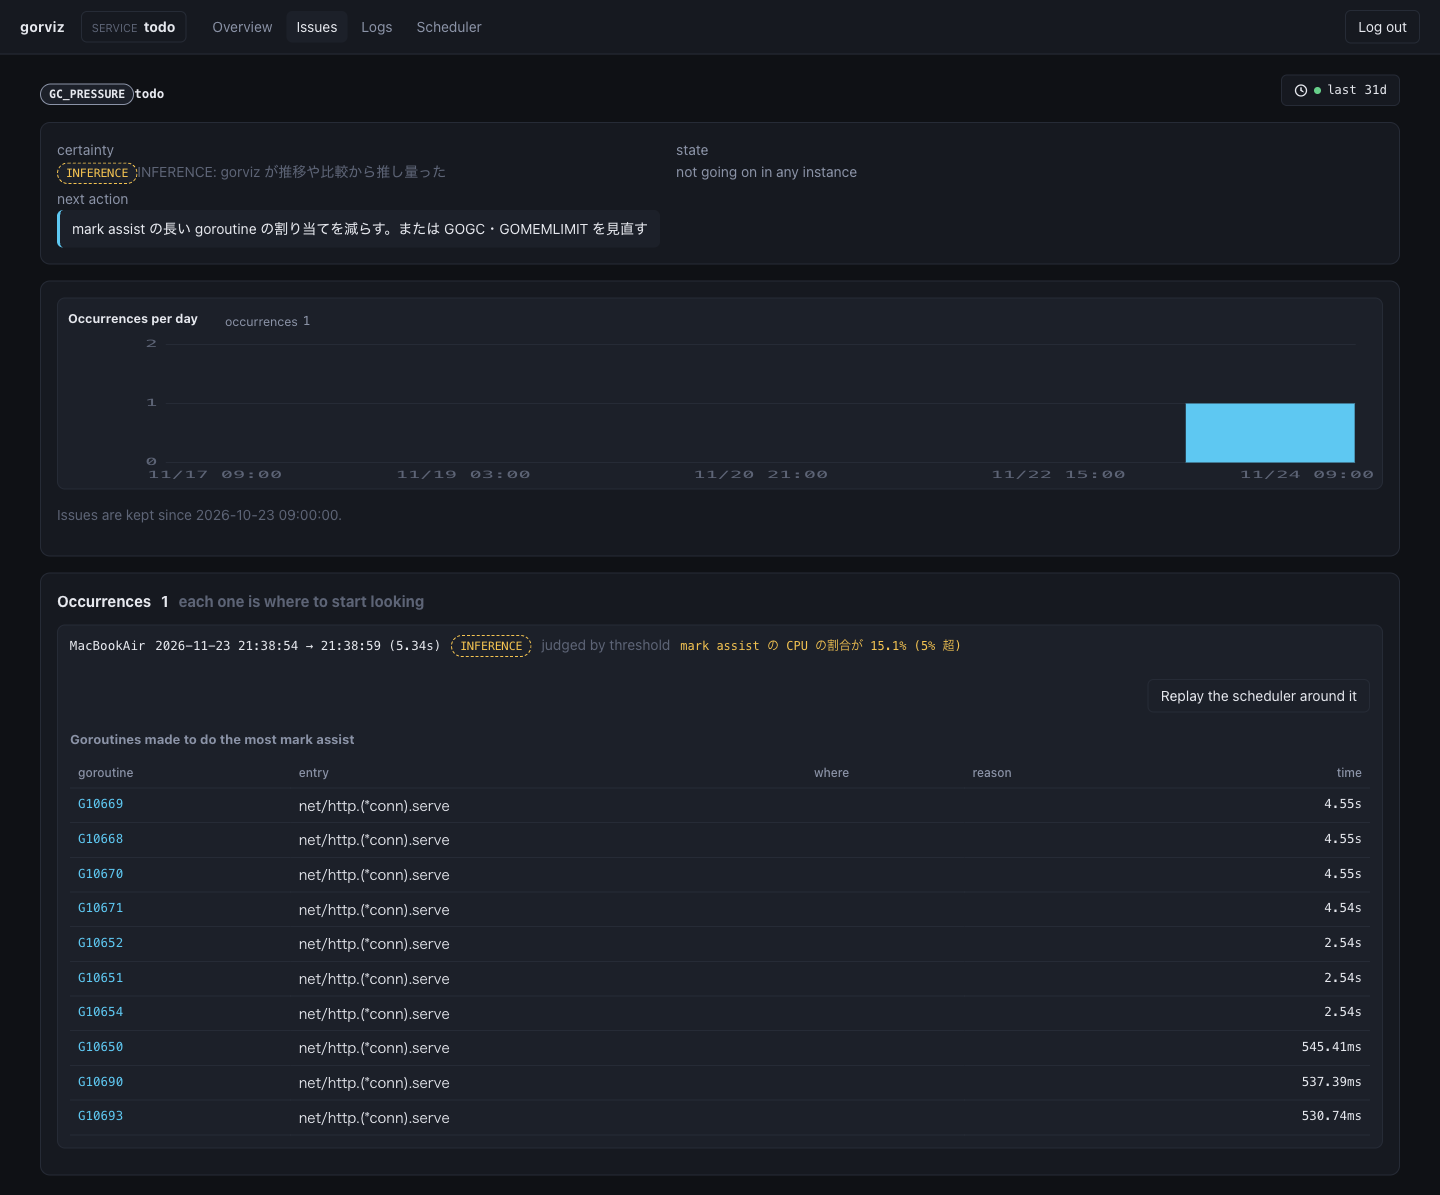 gorviz SERVICE todo Overview Issues Logs Scheduler Log out
GC_PRESSURE todo last 31d
certainty state
INFERENCE INFERENCE: gorviz が推移や比較から推し量った not going on in any instance
next action
mark assist の長い goroutine の割り当てを減らす。または GOGC・GOMEMLIMIT を見直す
Occurrences per day occurrences 1
2
1
0
11/17 09:00 11/19 03:00 11/20 21:00 11/22 15:00 11/24 09:00
Issues are kept since 2026-10-23 09:00:00.
Occurrences 1 each one is where to start looking
MacBookAir 2026-11-23 21:38:54 → 21:38:59 (5.34s) INFERENCE judged by threshold mark assist の CPU の割合が 15.1% (5% 超)
Replay the scheduler around it
Goroutines made to do the most mark assist
goroutine entry where reason time
G10669 net/http.(*conn).serve 4.55s
G10668 net/http.(*conn).serve 4.55s
G10670 net/http.(*conn).serve 4.55s
G10671 net/http.(*conn).serve 4.54s
G10652 net/http.(*conn).serve 2.54s
G10651 net/http.(*conn).serve 2.54s
G10654 net/http.(*conn).serve 2.54s
G10650 net/http.(*conn).serve 545.41ms
G10690 net/http.(*conn).serve 537.39ms
G10693 net/http.(*conn).serve 530.74ms